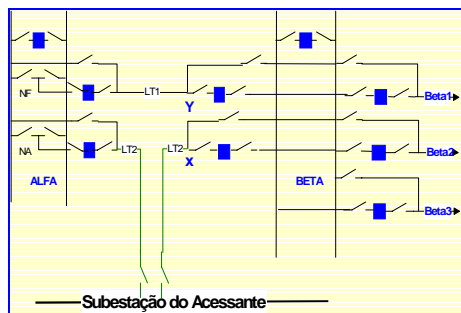 NF
LT1
Y
Beta1
NA
LT2
LT2
X
Beta2
ALFA
BETA
Beta3
Subestação do Acessante